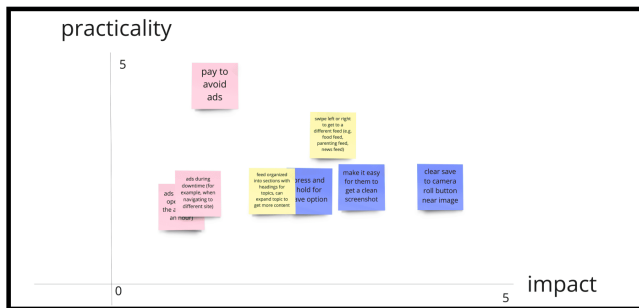 practicality
5
pay to
avoid
ads
swipe left or right
to get to a
different feed (e.g.
food feed,
parenting feed,
news feed)
ads during
downtime (for
example, when
navigating to
different site)
ads
ope
the a
an hour)
feed organized
into sections with
headings for
topics, can
expand topic to
get more content
press and
hold for
save option
make it easy
for them to
get a clean
screenshot
clear save
to camera
roll button
near image
0
5
impact